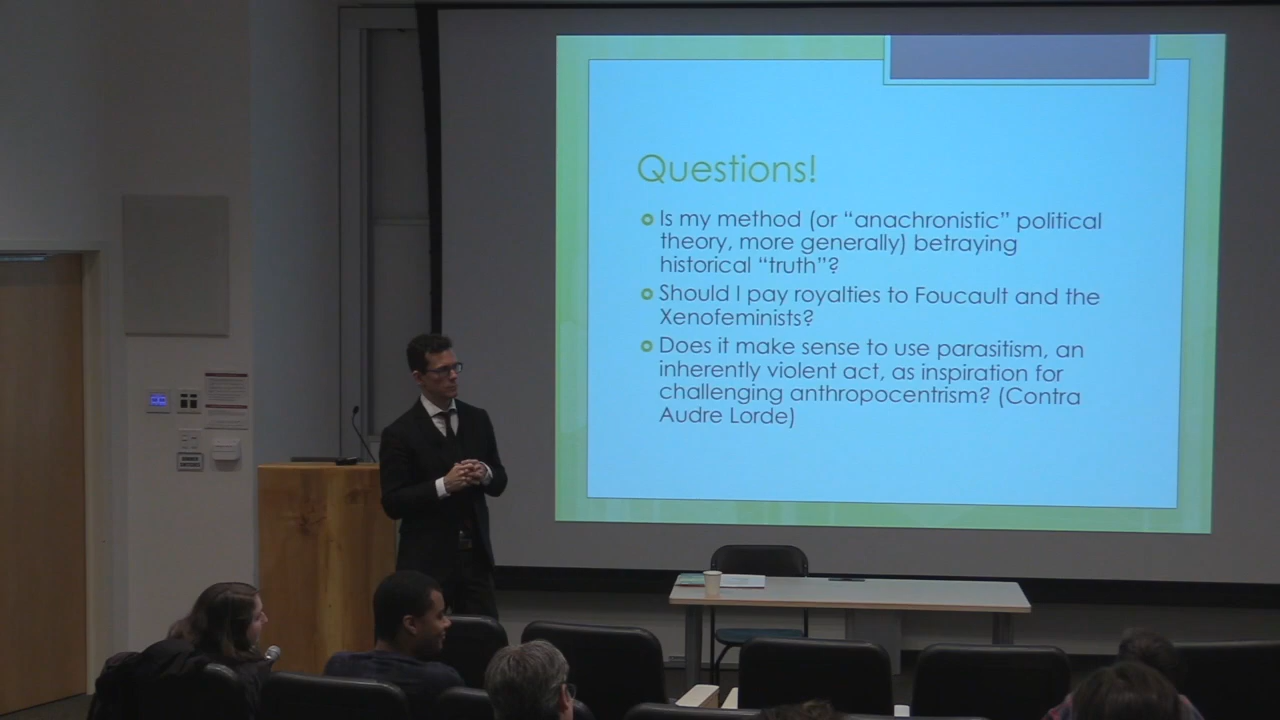 Questions!
Is my method (or “anachronistic” political
theory, more generally) betraying
historical “truth”?
Should I pay royalties to Foucault and the
Xenofeminists?
Does it make sense to use parasitism, an
inherently violent act, as inspiration for
challenging anthropocentrism? (Contra
Audre Lorde)